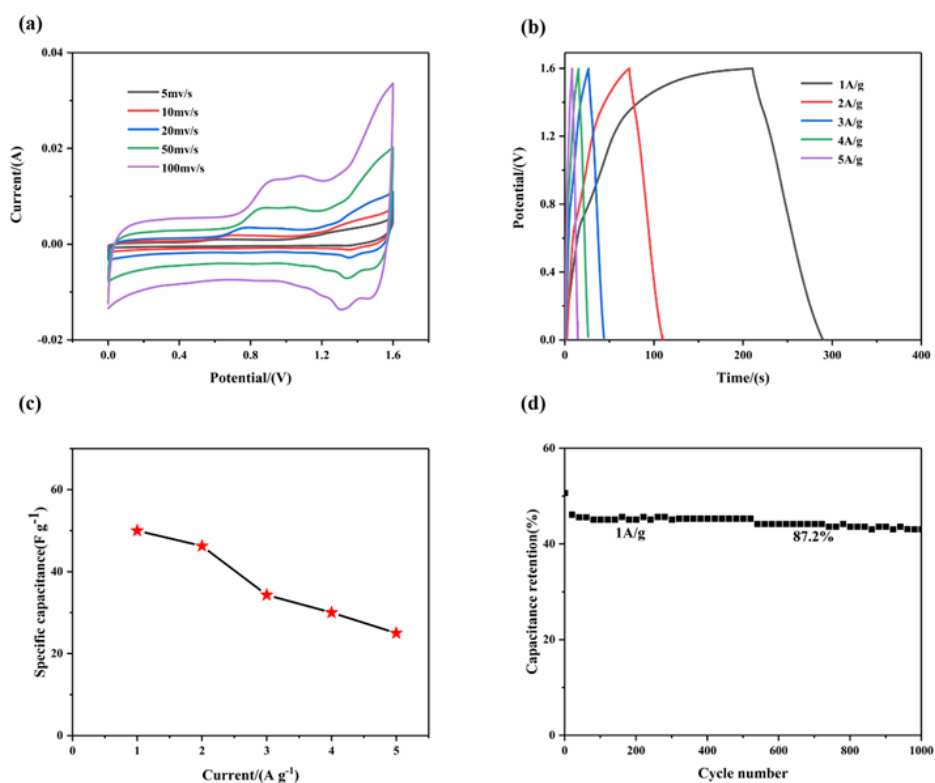 (a)
0.04
0.02
0.00
-0.02
Current/(A)
5mv/s
10mv/s
20mv/s
50mv/s
100mv/s
0.0 0.4 0.8 1.2 1.6
Potential/(V)
(b)
1.6
1.2
0.8
0.4
0.0
Potential/(V)
1A/g
2A/g
3A/g
4A/g
5A/g
0 100 200 300 400
Time/(s)
(c)
60
40
20
0
Specific capacitance(F g-1)
0 1 2 3 4 5
Current/(A g-1)
(d)
60
40
20
0
Capacitance retention(%)
1A/g
87.2%
0 200 400 600 800 1000
Cycle number